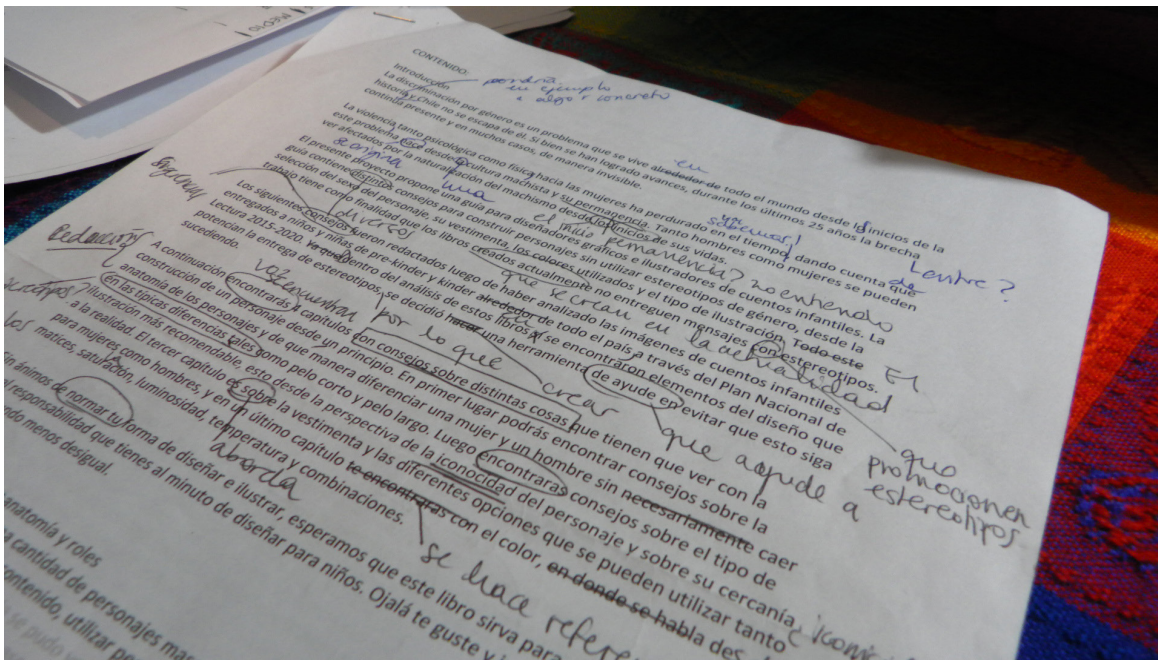 CONTENIDO:
Introducción
pondría
un ejemplo
o algo + concreto
La discriminación por género es un problema que se vive alrededor de todo el mundo desde los inicios de la
en
historia y Chile no se escapa de él. Si bien se han logrado avances, durante los últimos 25 años la brecha
continúa presente y en muchos casos, de manera invisible.
La violencia tanto psicológica como física hacia las mujeres ha perdurado en el tiempo, dando cuenta que
de
este problema nace desde la cultura machista y su permanencia. Tanto hombres como mujeres se pueden
ver afectados por la naturalización del machismo desde los inicios de sus vidas.
el inicio permanencia? no entiendo
El presente proyecto propone una guía para diseñadores gráficos e ilustradores de cuentos infantiles. La
guía contiene distintos consejos para construir personajes sin utilizar estereotipos de género, desde la
una
diversos
selección del sexo del personaje, su vestimenta, los colores utilizados y el tipo de ilustración. Todo este
trabajo tiene como finalidad que los libros creados actualmente no entreguen mensajes con estereotipos.
que se crean en la actualidad
El
que
promocionen
estereotipos
Los siguientes consejos fueron redactados luego de haber analizado las imágenes de cuentos infantiles
entregados a niños y niñas de pre-kinder y kinder alrededor de todo el país a través del Plan Nacional de
Lectura 2015-2020. Ya que dentro del análisis de estos libros se encontraron elementos del diseño que
potencian la entrega de estereotipos, se decidió hacer una herramienta de ayude en evitar que esto siga
sucediendo.
por lo que
crear
que ayude a
Redacción
A continuación encontrarás 4 capítulos con consejos sobre distintas cosas que tienen que ver con la
construcción de un personaje desde un principio. En primer lugar podrás encontrar consejos sobre la
anatomía de los personajes y de que manera diferenciar una mujer y un hombre sin necesariamente caer
en las típicas diferencias tales como pelo corto y pelo largo. Luego encontrarás consejos sobre el tipo de
ilustración más recomendable, esto desde la perspectiva de la iconocidad del personaje y sobre su cercanía
a la realidad. El tercer capítulo es sobre la vestimenta y las diferentes opciones que se pueden utilizar tanto
aborda
para mujeres como hombres, y en un último capítulo te encontrarás con el color, en donde se habla des
se hace refere
matices, saturación, luminosidad, temperatura y combinaciones.
Los
sin ánimos de normar tu forma de diseñar e ilustrar, esperamos que este libro sirva para
responsabilidad que tienes al minuto de diseñar para niños. Ojalá te guste y
ndo menos desigual.
anatomía y roles
a cantidad de personajes mas
contenido, utilizar pe